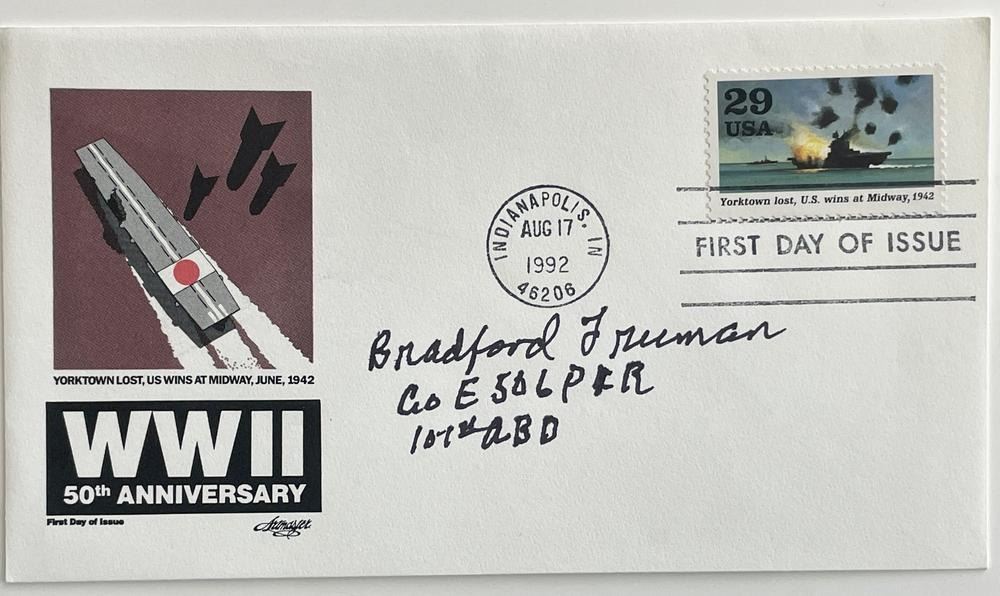 29
USA
Yorktown lost, U.S. wins at Midway, 1942
INDIANAPOLIS, IN
AUG 17
1992
46206
FIRST DAY OF ISSUE
Bradford Freeman
Co E 506 P I R
101st ABD
YORKTOWN LOST, US WINS AT MIDWAY, JUNE, 1942
WWII
50th ANNIVERSARY
First Day of Issue
Artmaster